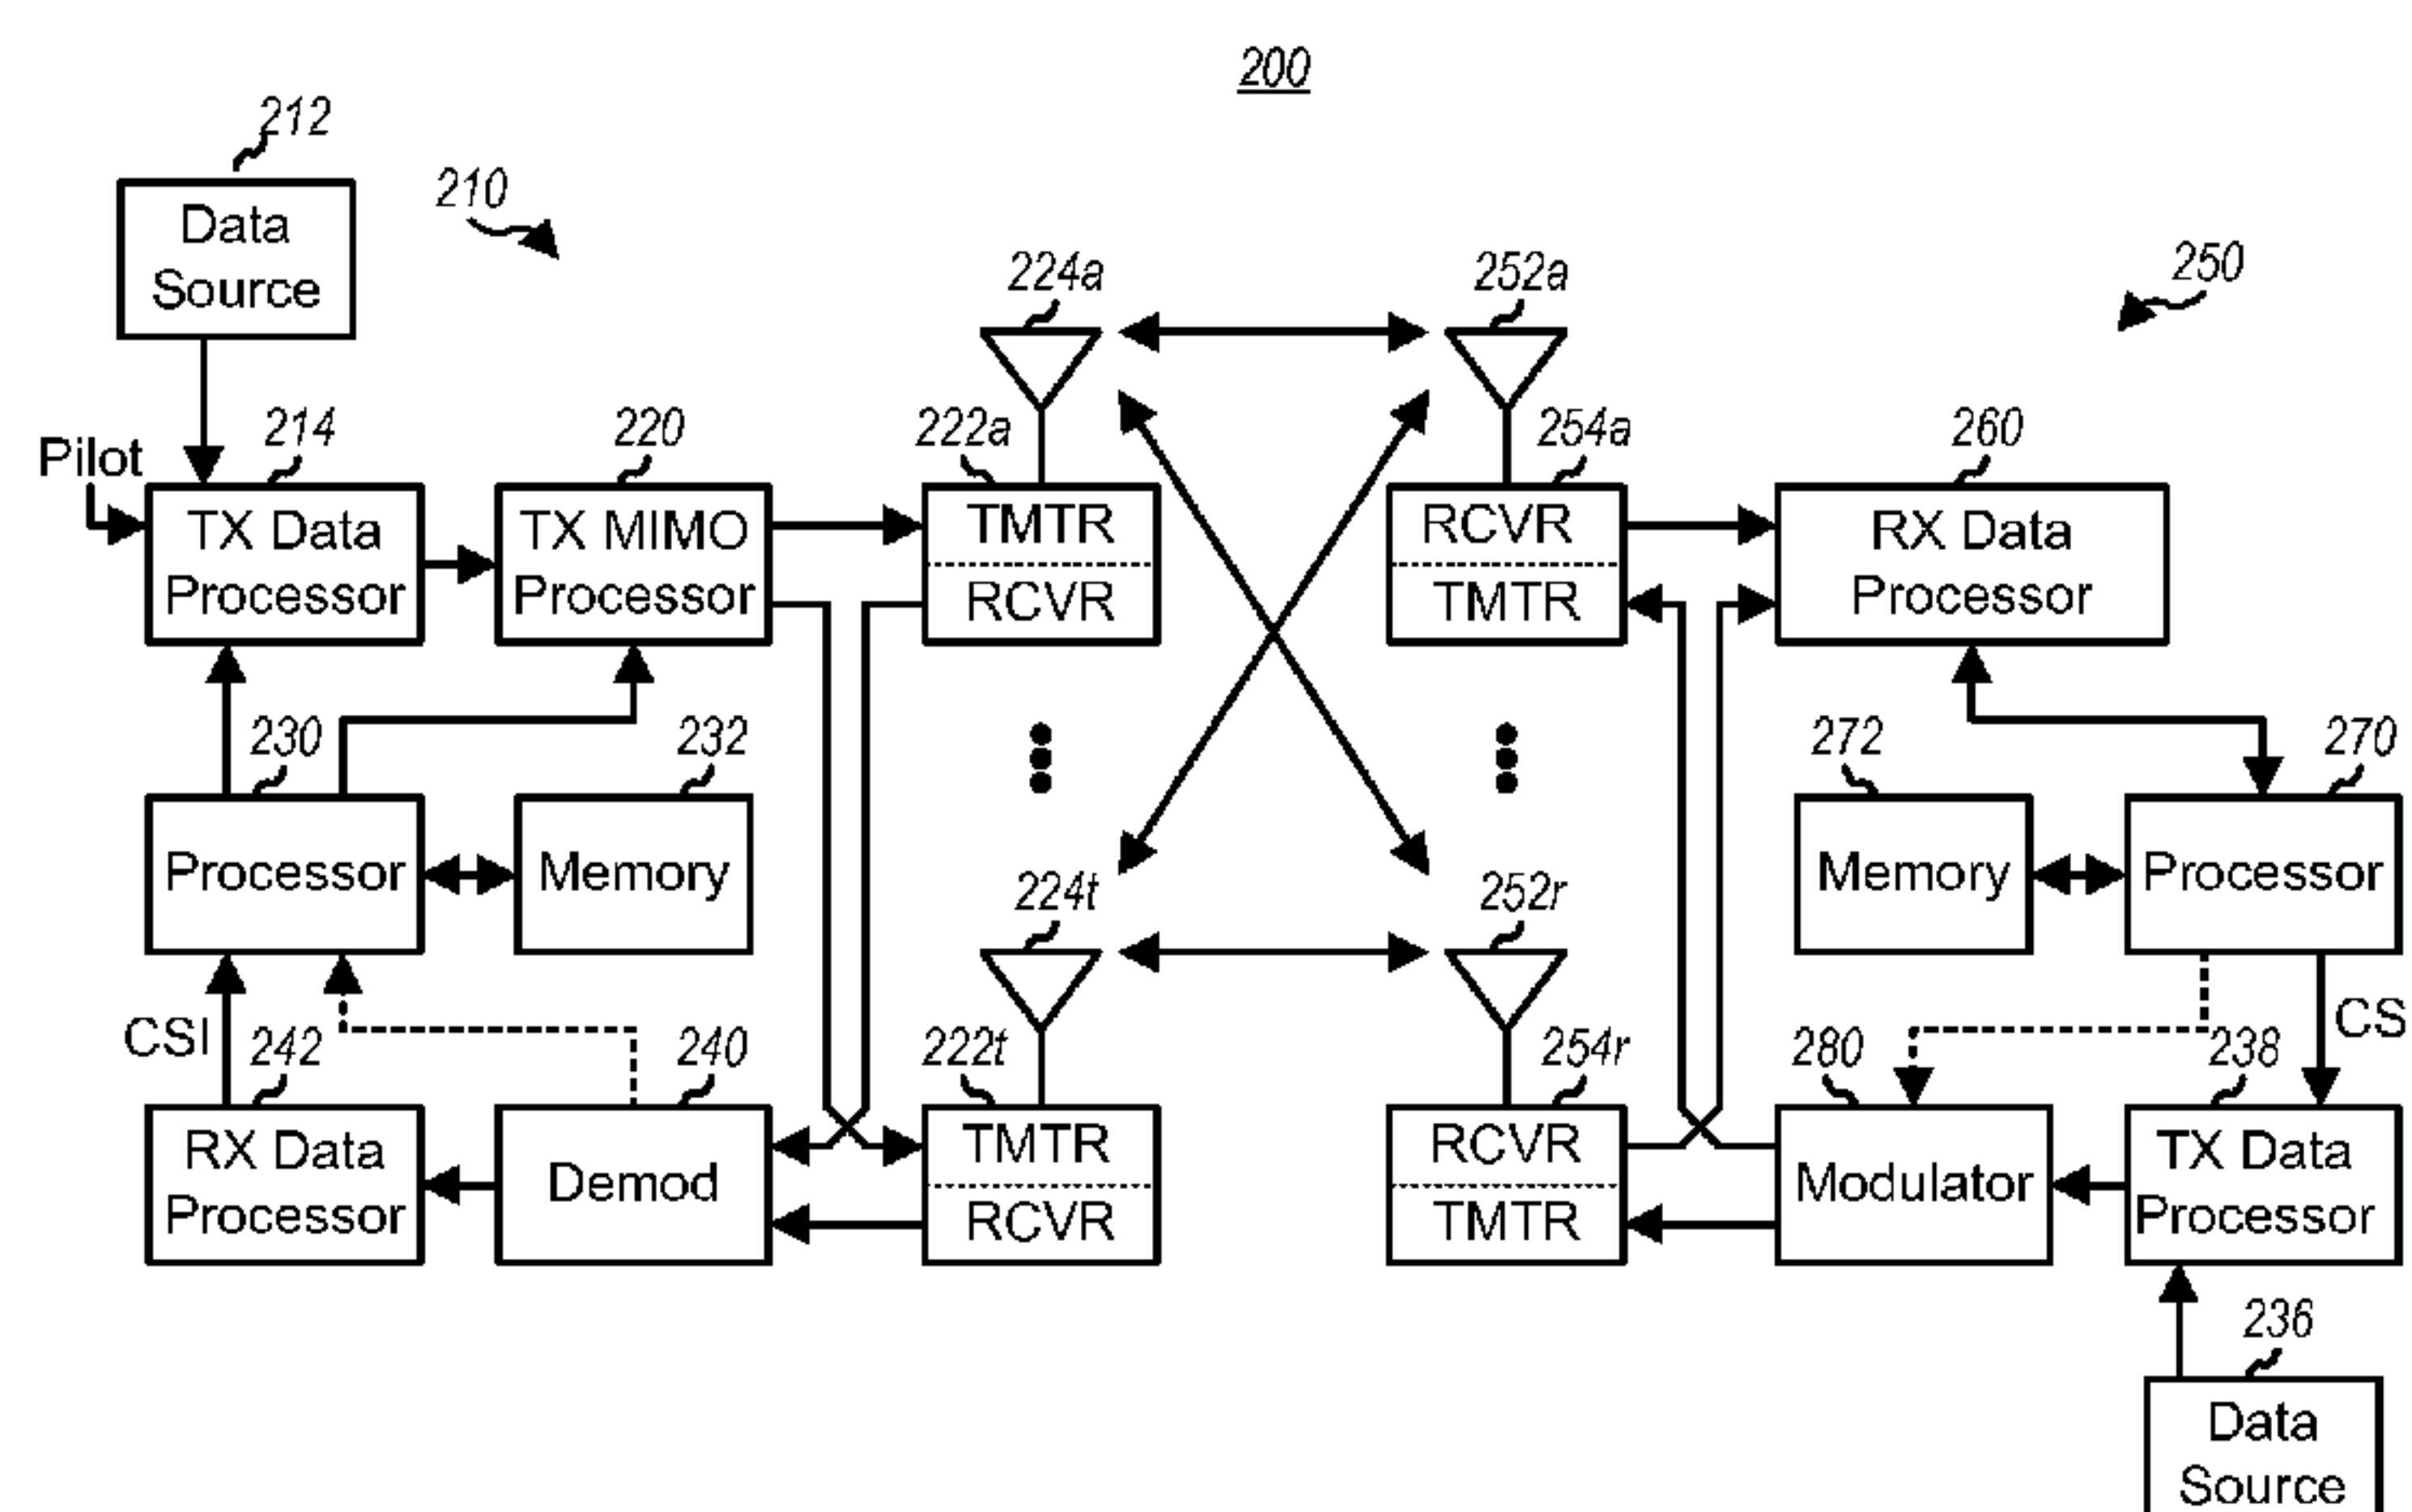 200
212
Data
Source
210
224a
252a
250
Pilot
214
220
222a
254a
260
TX Data
Processor
TX MIMO
Processor
TMTR
RCVR
RCVR
TMTR
RX Data
Processor
230
232
272
270
Processor
Memory
Memory
Processor
224t
252r
CSI
242
240
222t
254r
280
238
CS
RX Data
Processor
Demod
TMTR
RCVR
RCVR
TMTR
Modulator
TX Data
Processor
236
Data
Source